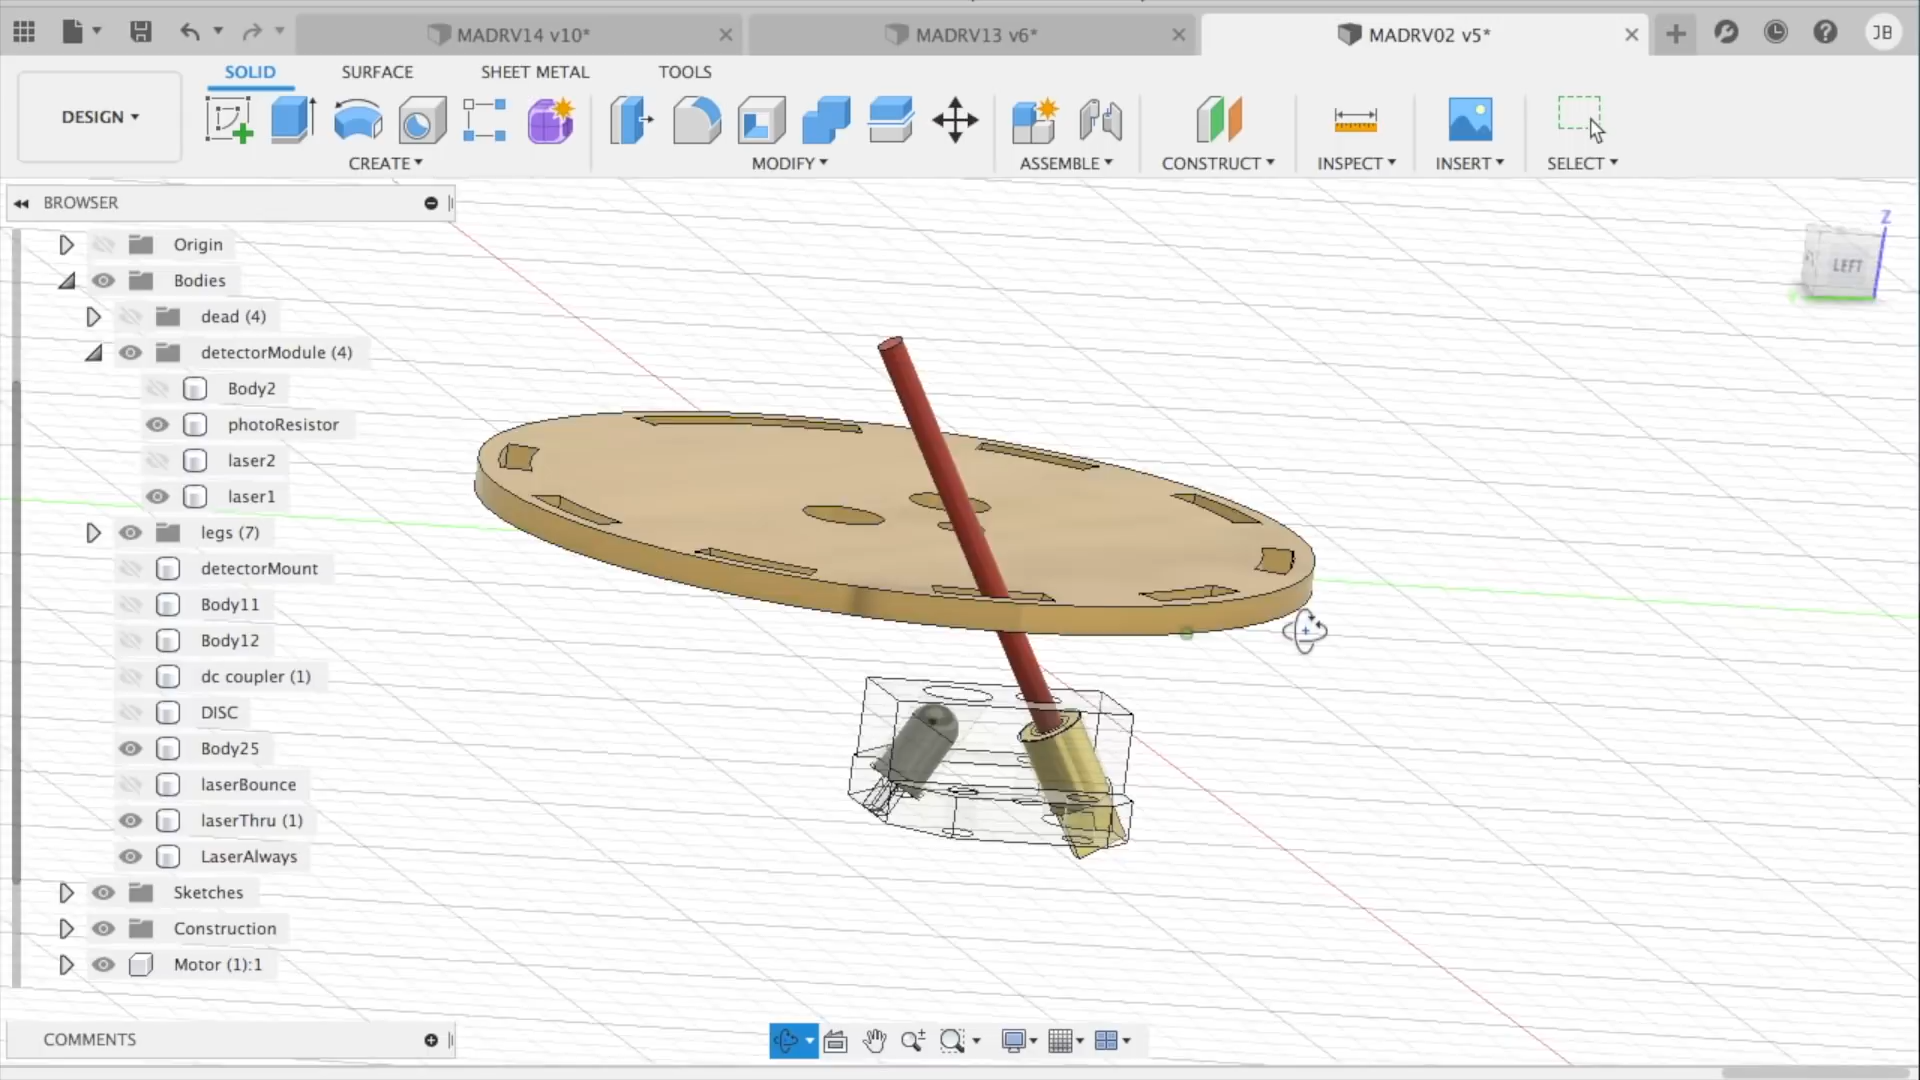 MADRV14 v10*
MADRV13 v6*
MADRV02 v5*
JB
DESIGN
SOLID
SURFACE
SHEET METAL
TOOLS
CREATE
MODIFY
ASSEMBLE
CONSTRUCT
INSPECT
INSERT
SELECT
BROWSER
Origin
Bodies
dead (4)
detectorModule (4)
Body2
photoResistor
laser2
laser1
legs (7)
detectorMount
Body11
Body12
dc coupler (1)
DISC
Body25
laserBounce
laserThru (1)
LaserAlways
Sketches
Construction
Motor (1):1
COMMENTS
Z
LEFT